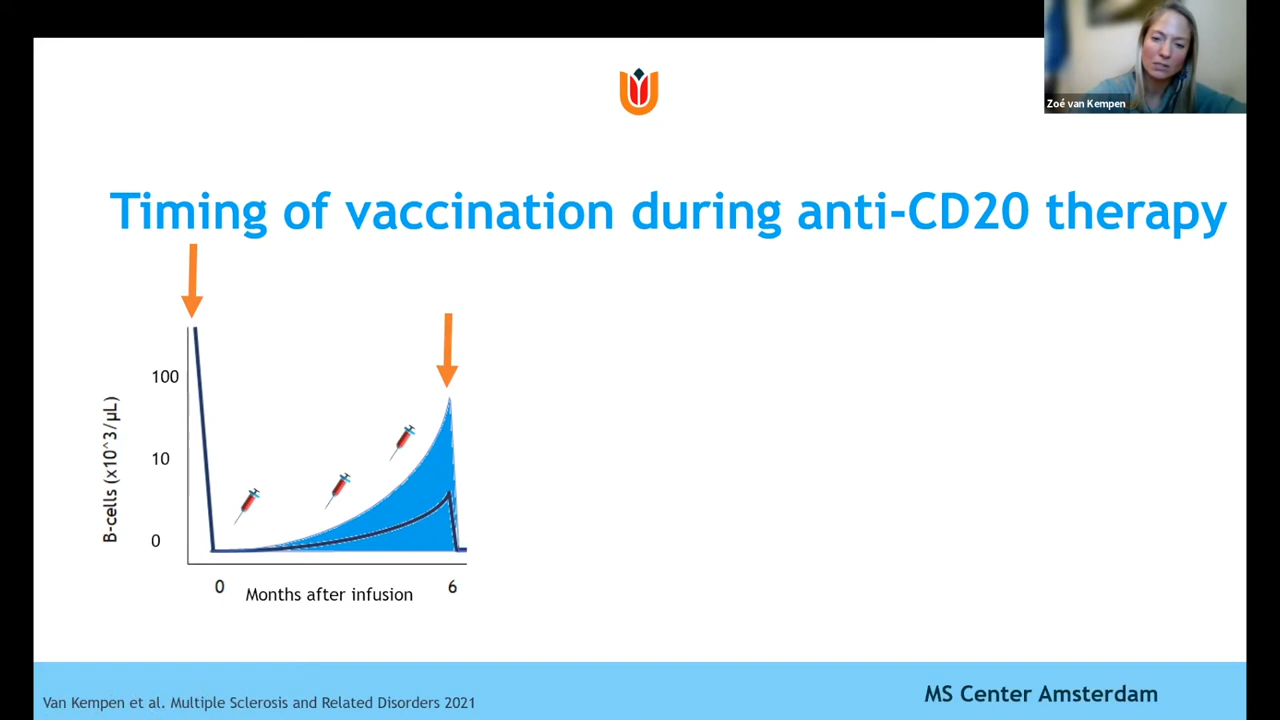 Zoé van Kempen
Timing of vaccination during anti-CD20 therapy
B-cells (x10^3/µL)
100
10
0
0
6
Months after infusion
Van Kempen et al. Multiple Sclerosis and Related Disorders 2021
MS Center Amsterdam